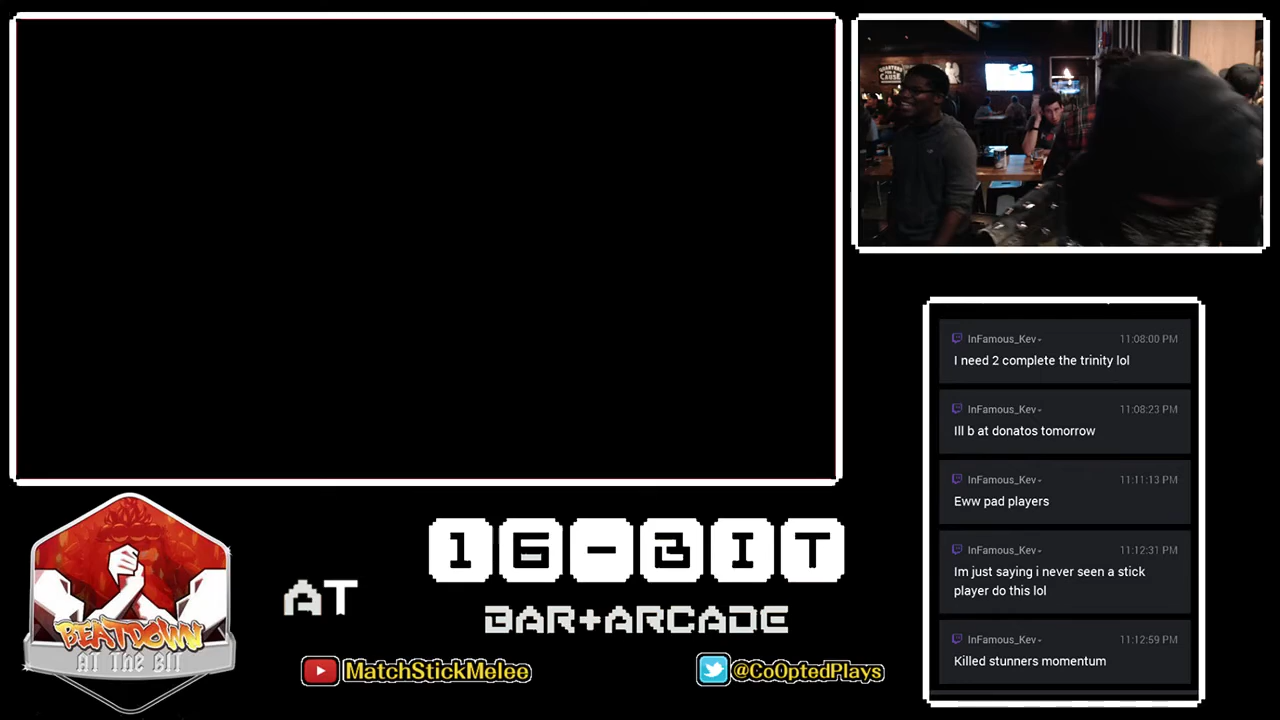 InFamous_Kev
11:08:00 PM
I need 2 complete the trinity lol
InFamous_Kev
11:08:23 PM
Ill b at donatos tomorrow
InFamous_Kev
11:11:13 PM
Eww pad players
InFamous_Kev
11:12:31 PM
Im just saying i never seen a stick
player do this lol
InFamous_Kev
11:12:59 PM
Killed stunners momentum
BEATDOWN
AT THE BIT
AT
16-BIT
BAR+ARCADE
MatchStickMelee
@CoOptedPlays